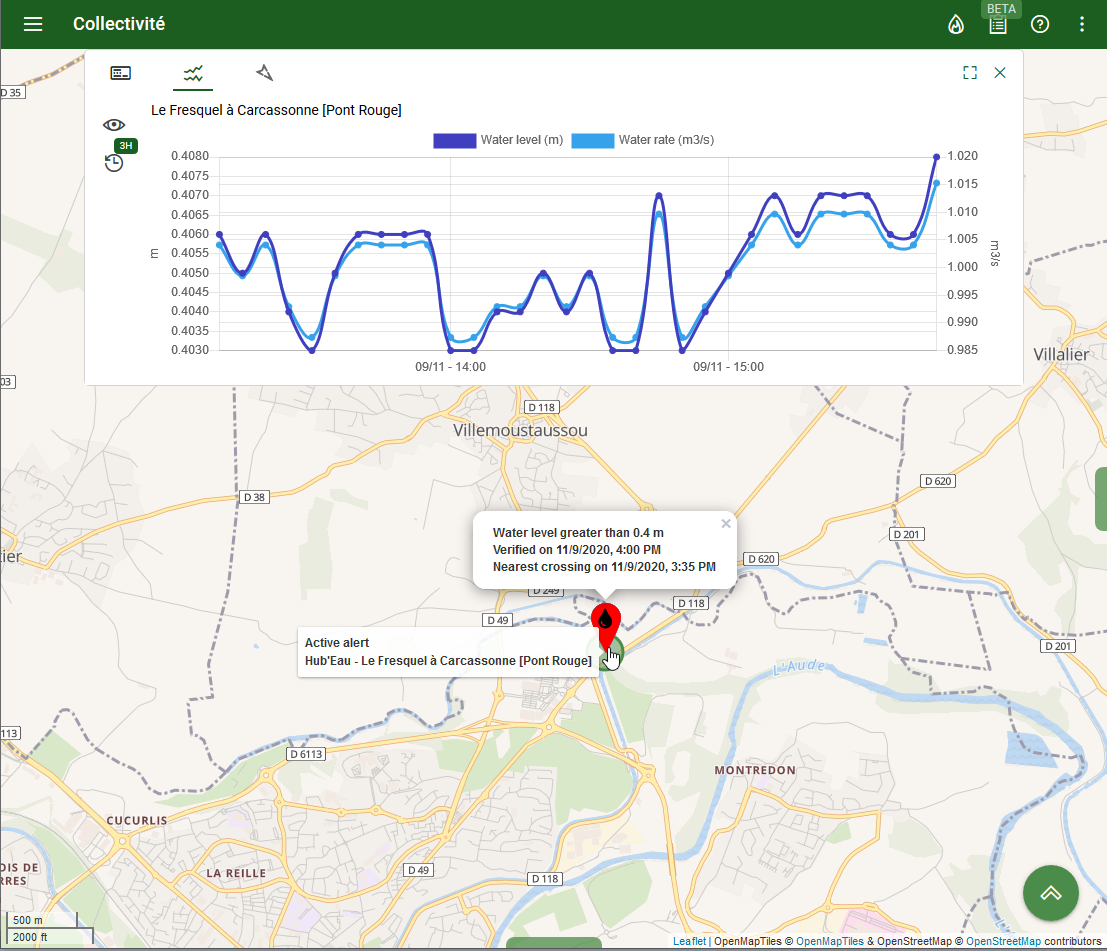 Collectivité
BETA
D 35
3H
Le Fresquel à Carcassonne [Pont Rouge]
Water level (m)
Water rate (m3/s)
0.4080
0.4075
0.4070
0.4065
0.4060
0.4055
0.4050
0.4045
0.4040
0.4035
0.4030
m
1.020
1.015
1.010
1.005
1.000
0.995
0.990
0.985
m3/s
09/11 - 14:00
09/11 - 15:00
Villalier
03
D 118
Villemoustaussou
D 38
D 620
D 201
ier
Water level greater than 0.4 m
Verified on 11/9/2020, 4:00 PM
Nearest crossing on 11/9/2020, 3:35 PM
D 620
D 249
D 118
D 49
Active alert
Hub'Eau - Le Fresquel à Carcassonne [Pont Rouge]
D 201
L'Aude
113
D 6113
MONTREDON
CUCURLIS
OIS DE
RRES
LA REILLE
D 49
D 118
500 m
2000 ft
Leaflet | OpenMapTiles © OpenMapTiles & OpenStreetMap © OpenStreetMap contributors